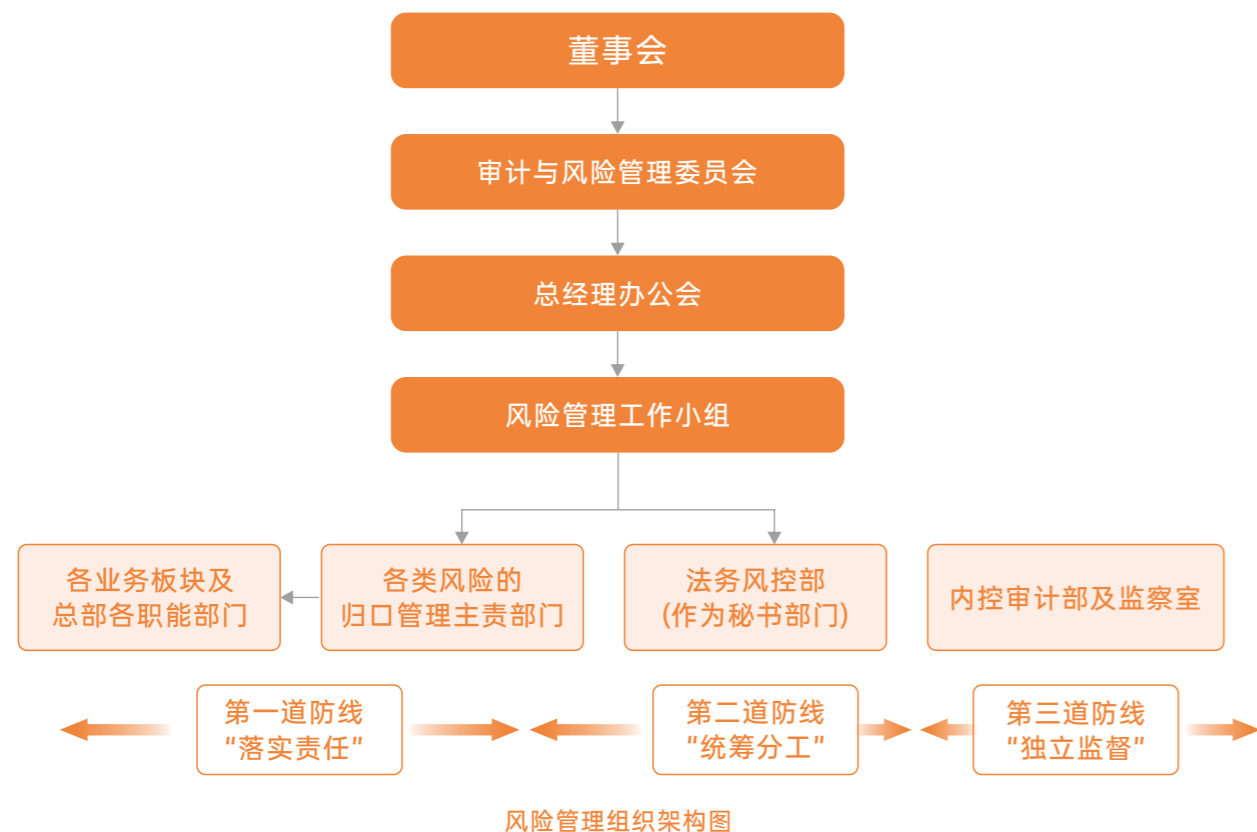 董事会
审计与风险管理委员会
总经理办公会
风险管理工作小组
各业务板块及
总部各职能部门
各类风险的
归口管理主责部门
法务风控部
(作为秘书部门)
内控审计部及监察室
第一道防线
“落实责任”
第二道防线
“统筹分工”
第三道防线
“独立监督”
风险管理组织架构图